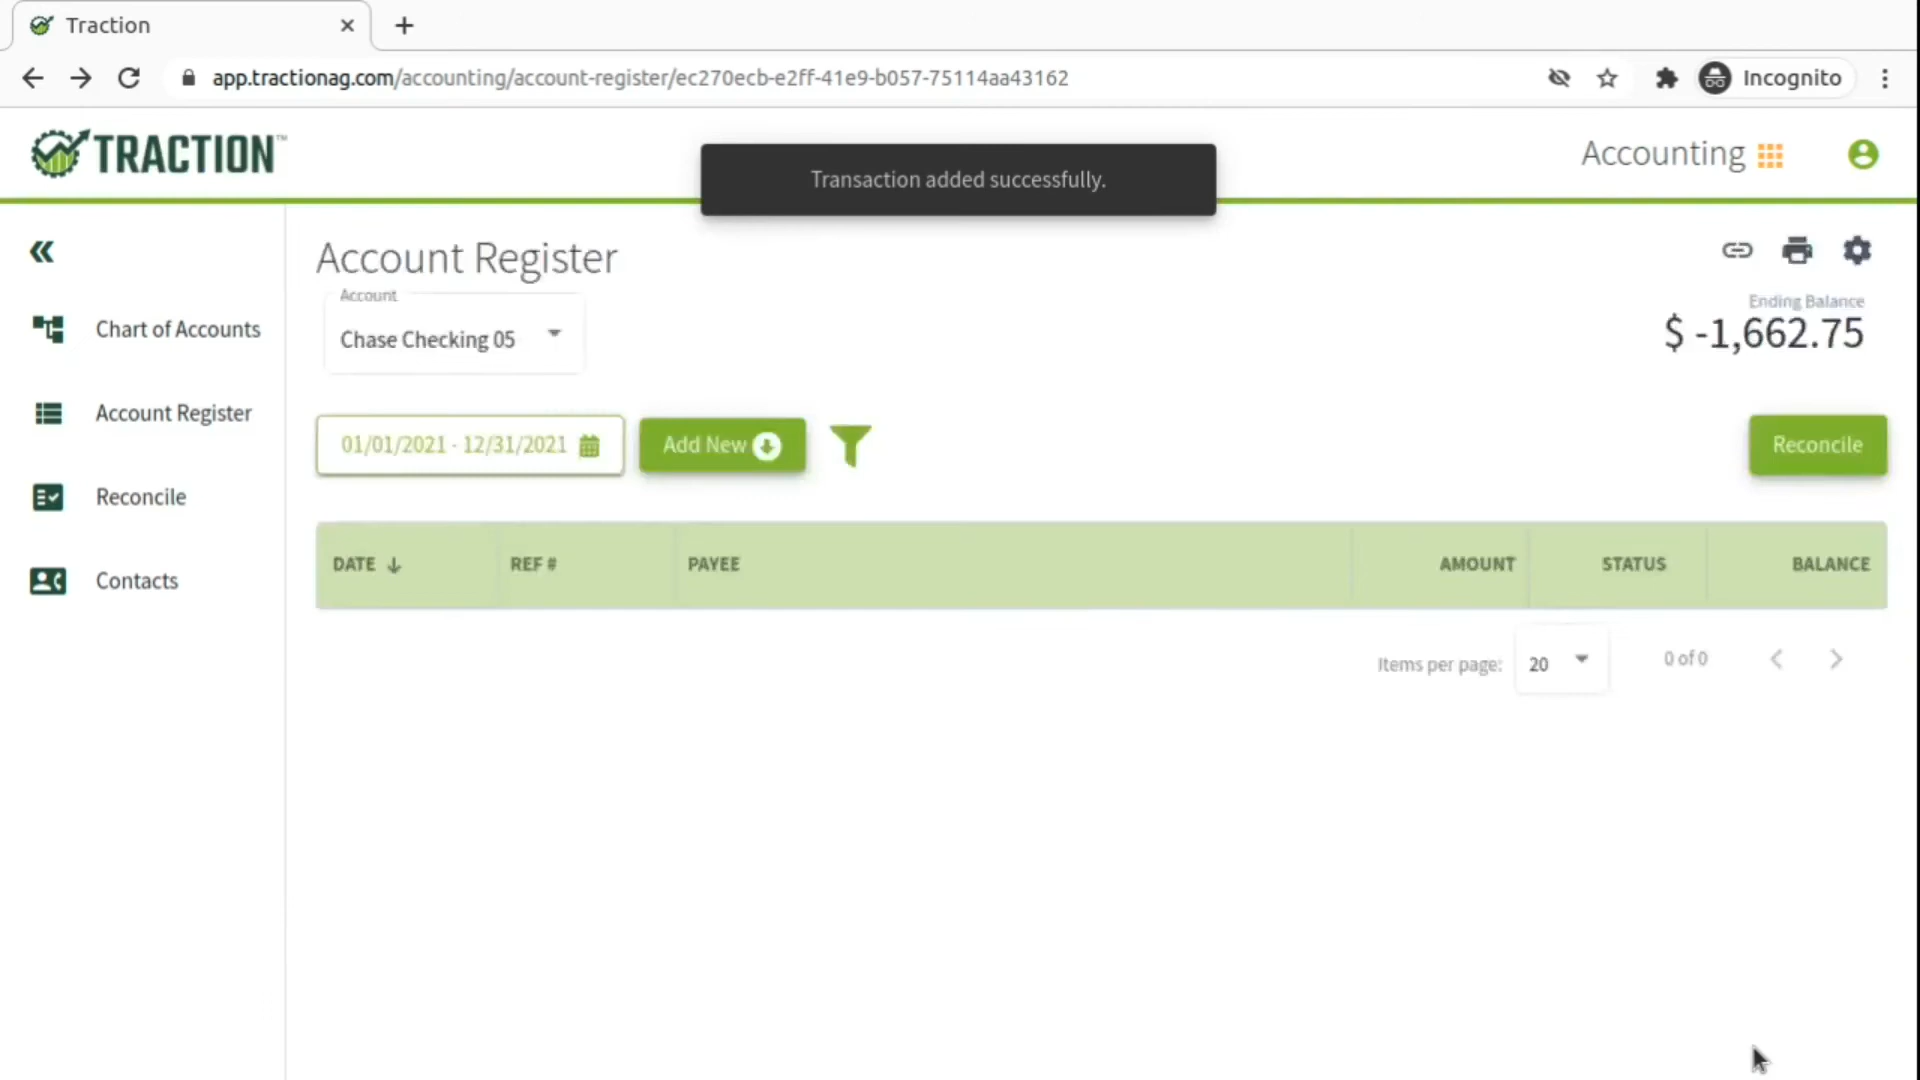 Traction
app.tractionag.com/accounting/account-register/ec270ecb-e2ff-41e9-b057-75114aa43162
Incognito
TRACTION™
Transaction added successfully.
Accounting
Account Register
Account
Chase Checking 05
Ending Balance
$ -1,662.75
Chart of Accounts
Account Register
Reconcile
Contacts
01/01/2021 - 12/31/2021
Add New
Reconcile
DATE REF # PAYEE AMOUNT STATUS BALANCE
Items per page: 20 0 of 0